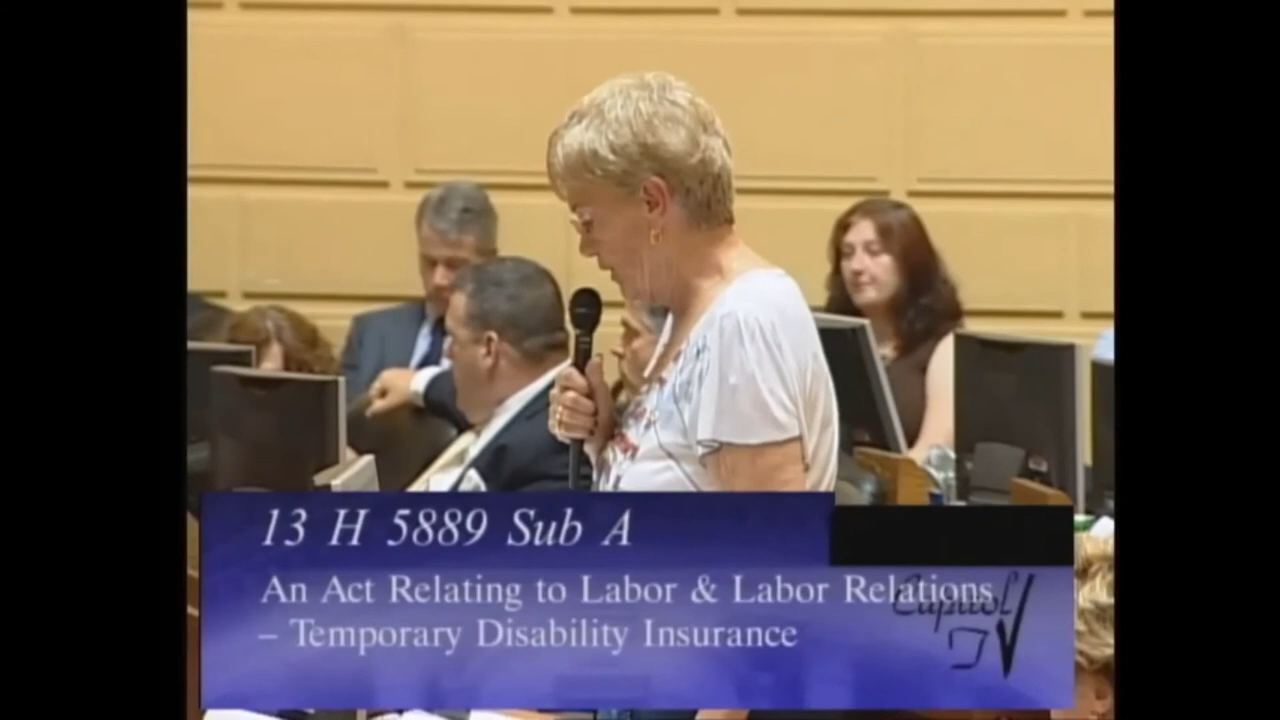 13 H 5889 Sub A
An Act Relating to Labor & Labor Relations
– Temporary Disability Insurance
Capitol
TV